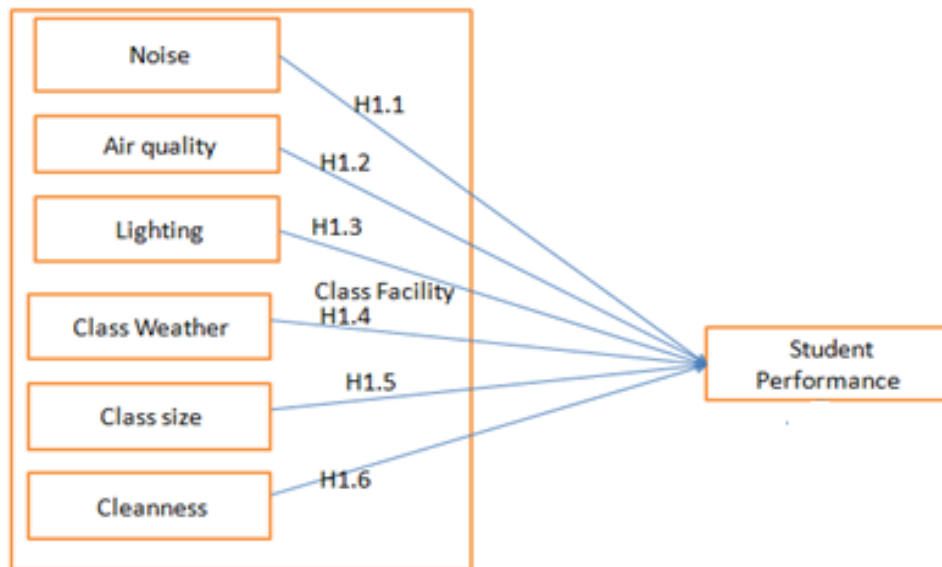 Noise
H1.1
Air quality
H1.2
Lighting
H1.3
Class Facility
Class Weather
H1.4
Student
Performance
Class size
H1.5
Cleanness
H1.6